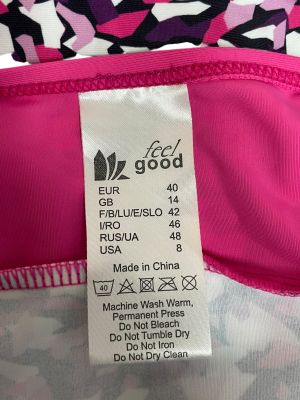 feel
good
EUR 40
GB 14
F/B/LU/E/SLO 42
I/RO 46
RUS/UA 48
USA 8
Made in China
40
Machine Wash Warm,
Permanent Press
Do Not Bleach
Do Not Tumble Dry
Do Not Iron
Do Not Dry Clean